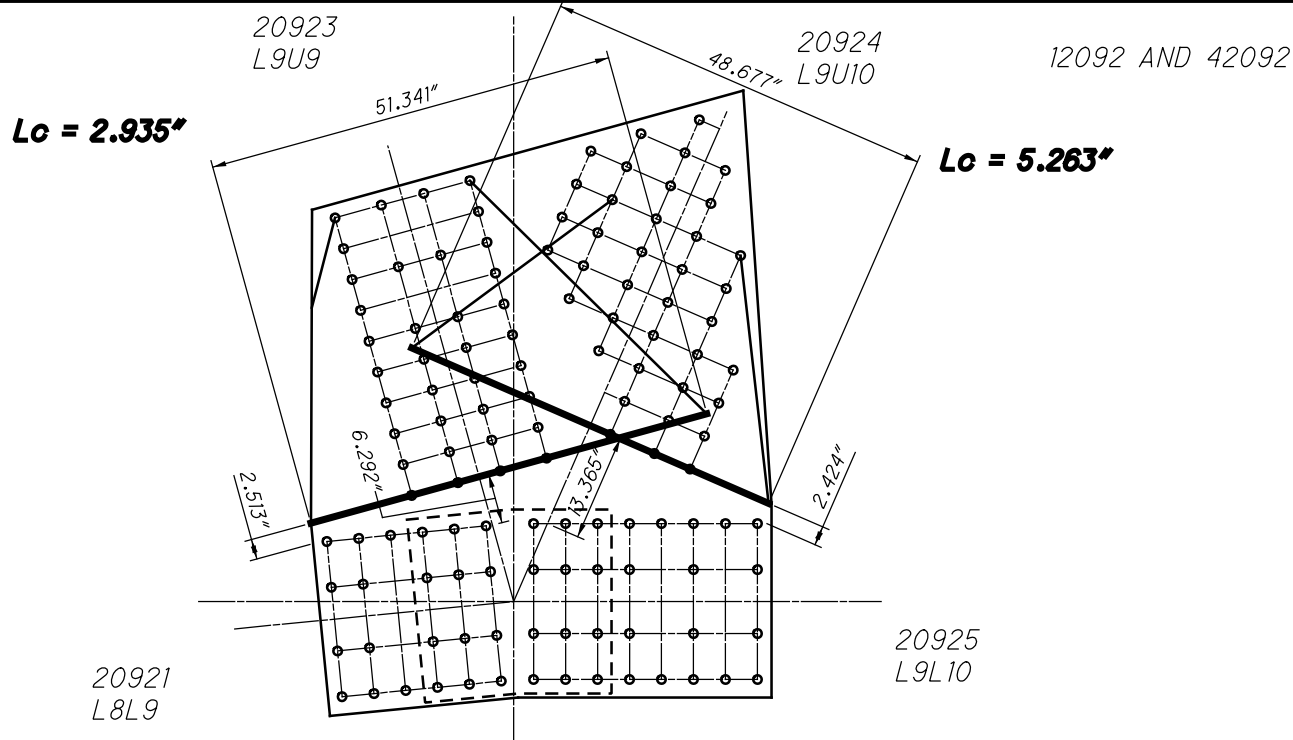 20923
L9U9
20924
L9U10
12092 AND 42092
48.677"
51.341"
Lc = 2.935"
Lc = 5.263"
6.292"
2.513"
13.365"
2.424"
20921
L8L9
20925
L9L10